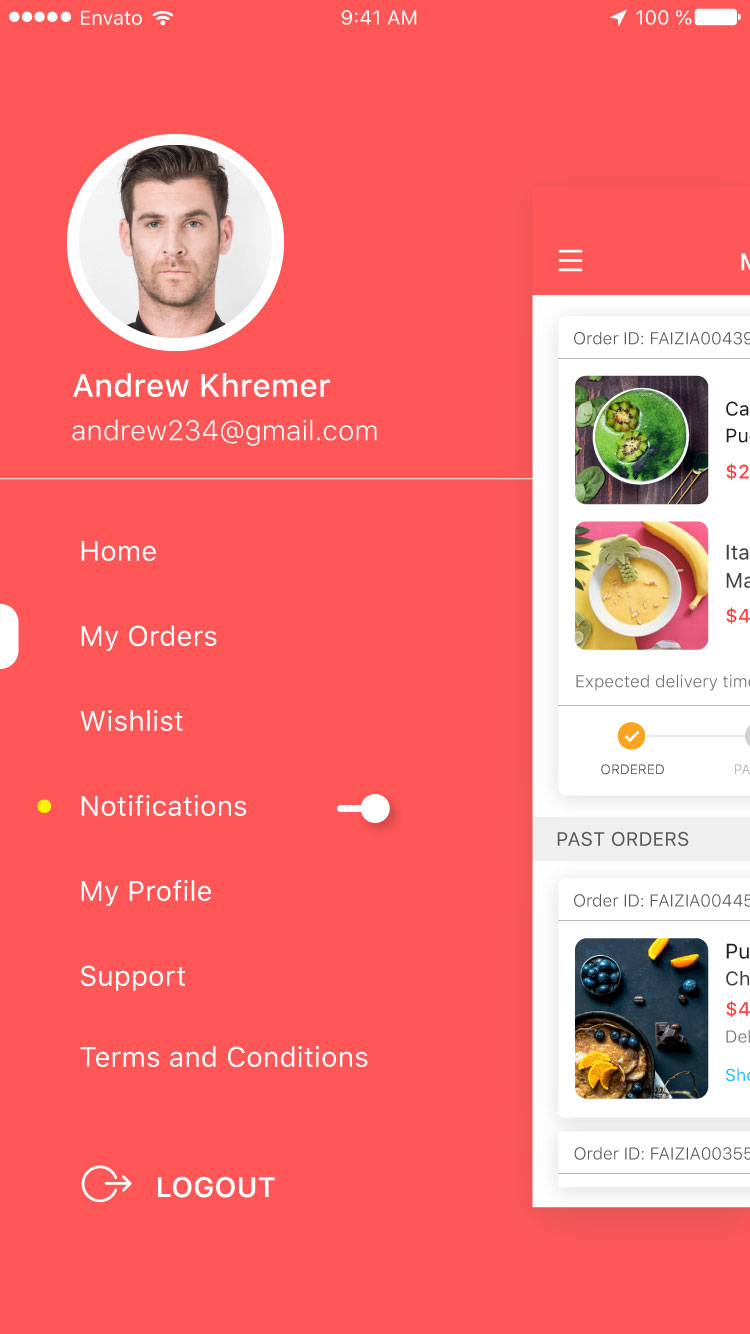 Envato 9:41 AM 100 %
Andrew Khremer
andrew234@gmail.com
Home
My Orders
Wishlist
Notifications
My Profile
Support
Terms and Conditions
LOGOUT
M
Order ID: FAIZIA00439
Ca
Pu
$2
Ita
Ma
$4
Expected delivery time
ORDERED
PA
PAST ORDERS
Order ID: FAIZIA00445
Pu
Ch
$4
Del
Sho
Order ID: FAIZIA00355